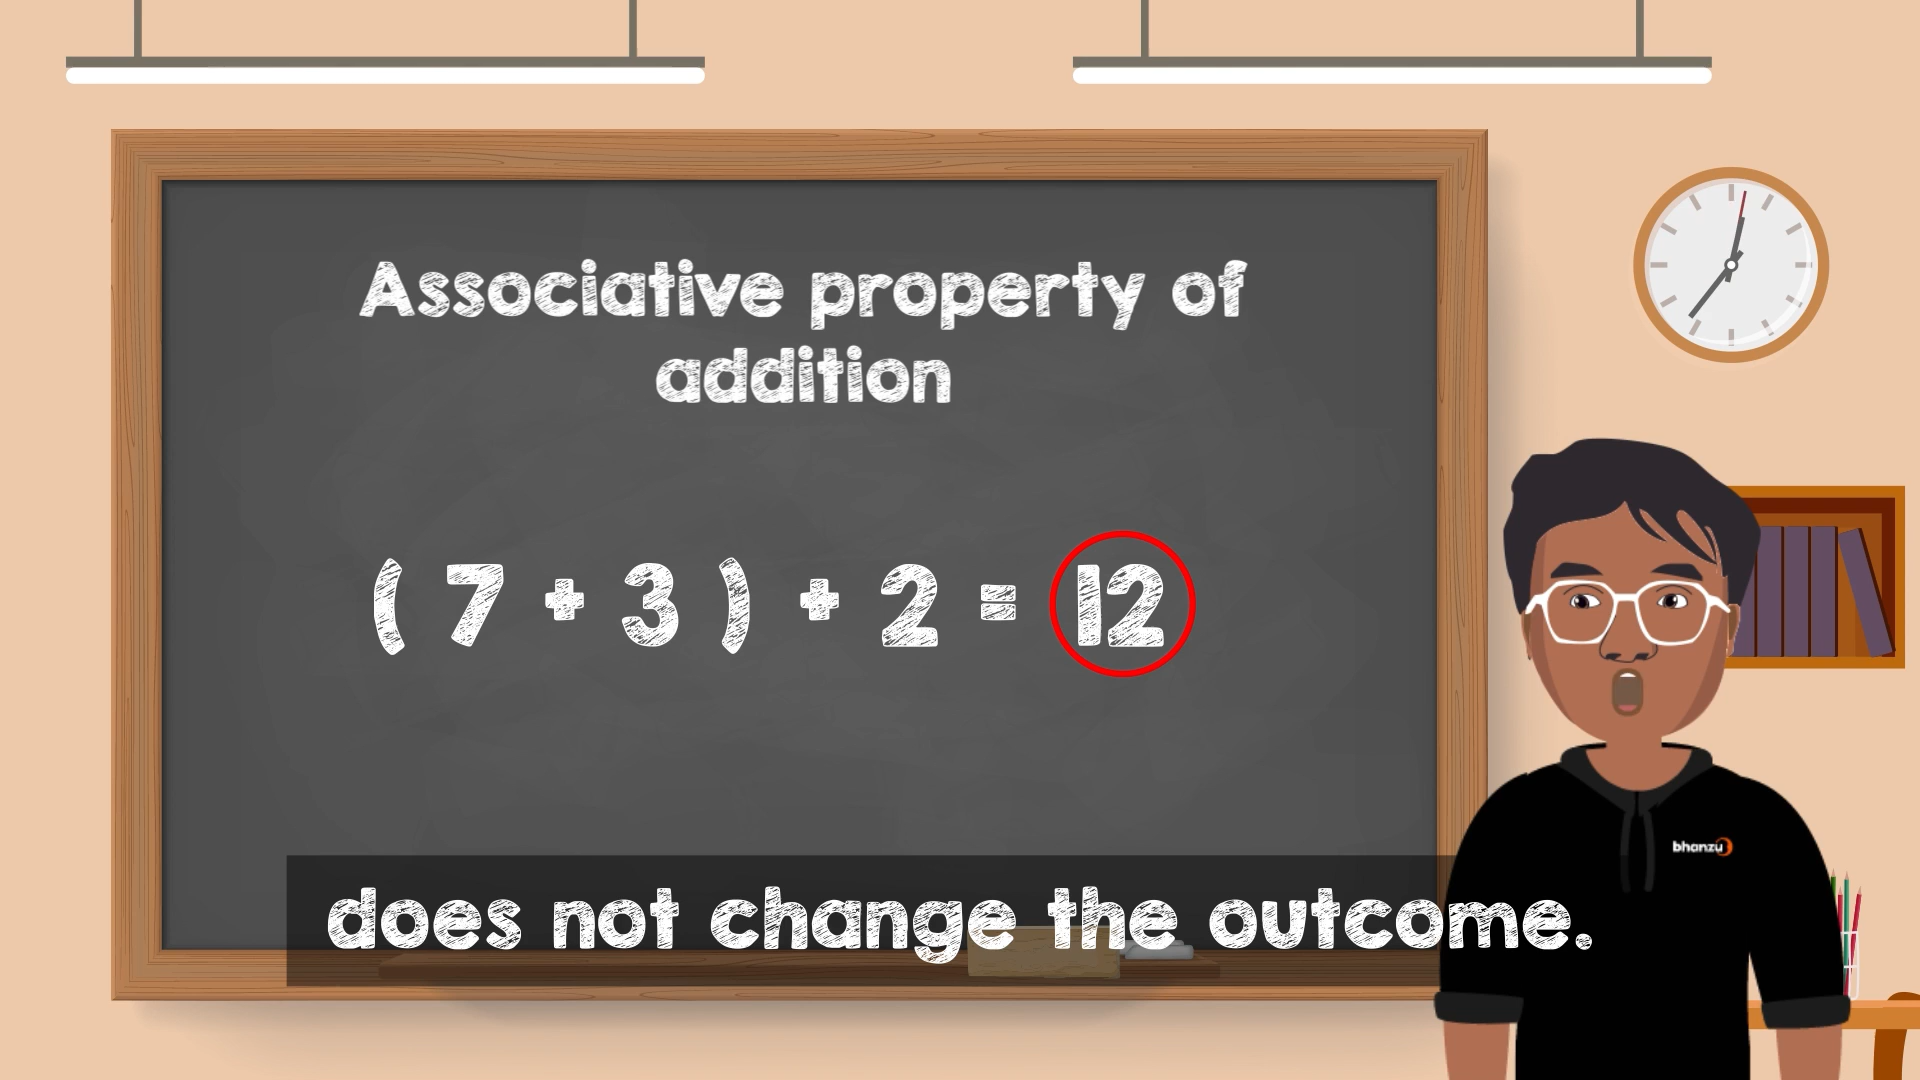 Associative property of
addition
( 7 + 3 ) + 2 = 12
bhanzu
does not change the outcome.